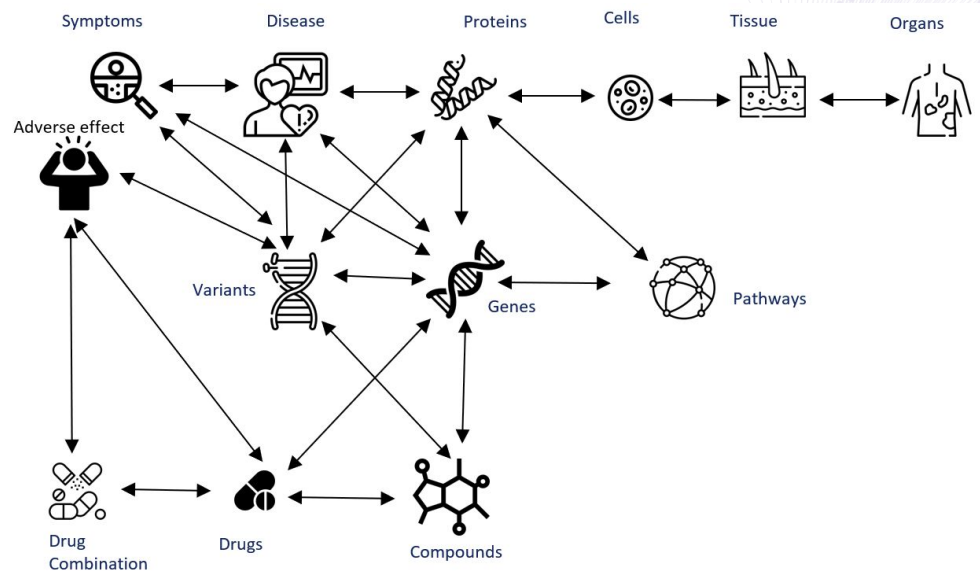 Symptoms
Disease
Proteins
Cells
Tissue
Organs
Adverse effect
Variants
Genes
Pathways
Drug
Combination
Drugs
Compounds